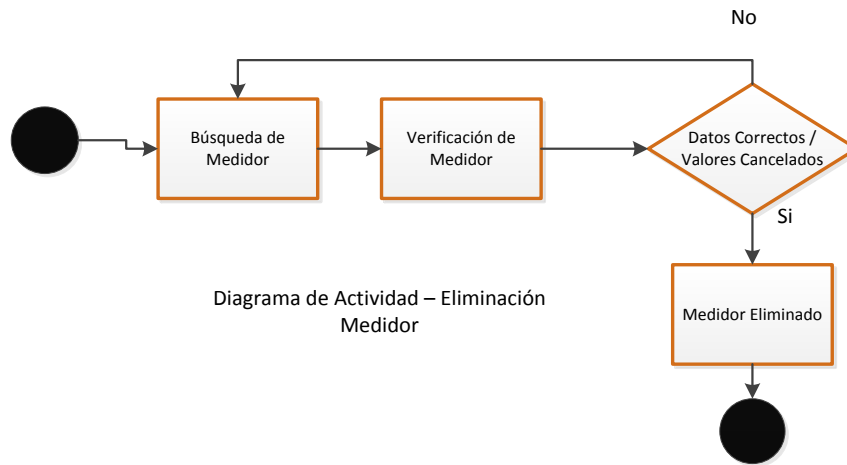 No
Búsqueda de
Medidor
Verificación de
Medidor
Datos Correctos /
Valores Cancelados
Si
Diagrama de Actividad – Eliminación
Medidor
Medidor Eliminado